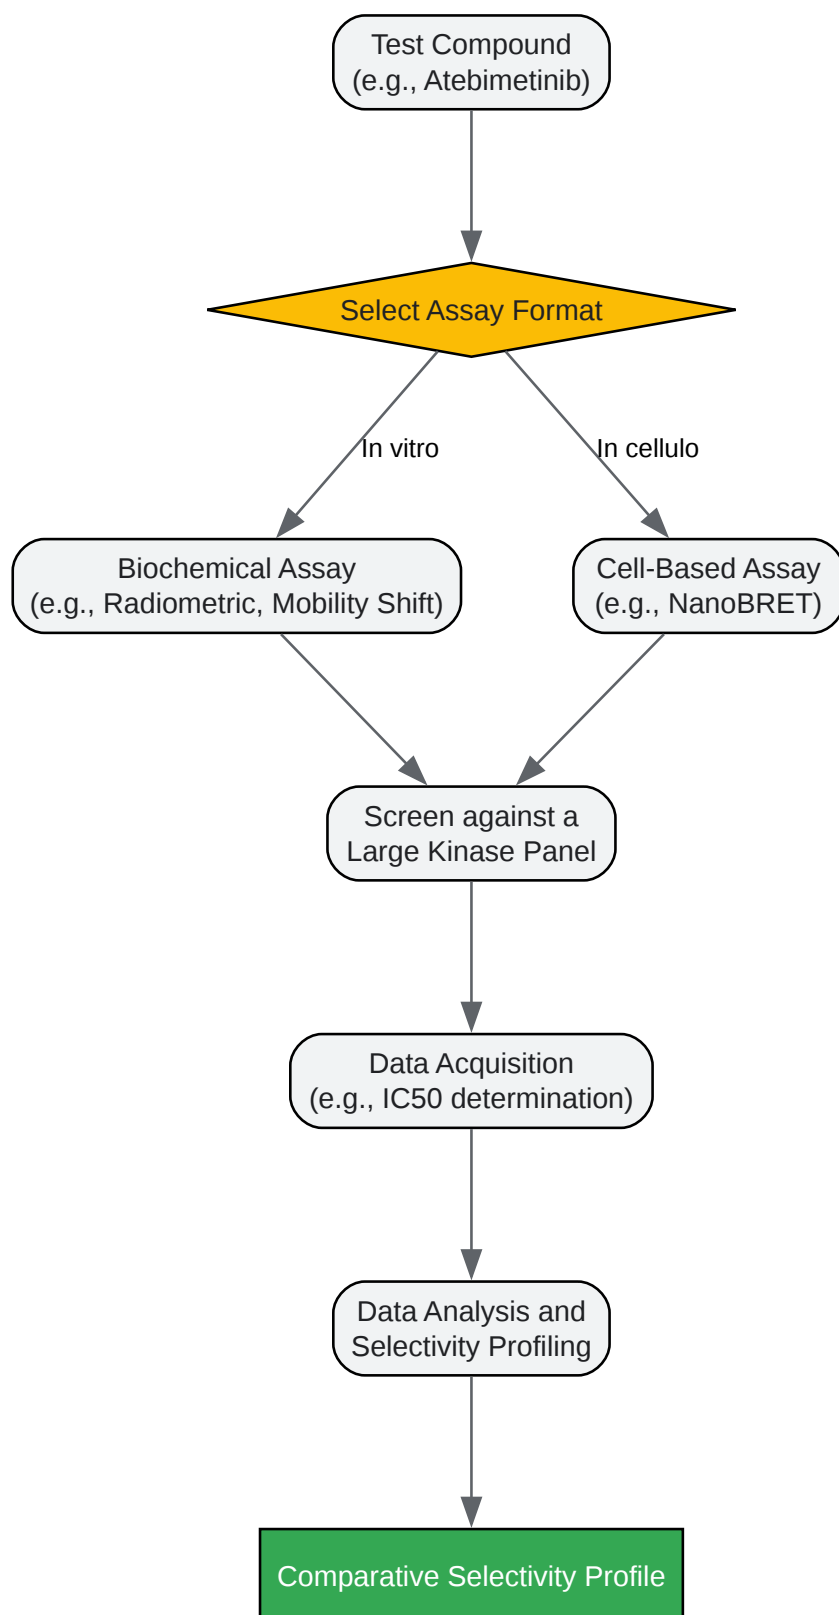 Test Compound
(e.g., Atebimetinib)
Select Assay Format
In vitro
In cellulo
Biochemical Assay
(e.g., Radiometric, Mobility Shift)
Cell-Based Assay
(e.g., NanoBRET)
Screen against a
Large Kinase Panel
Data Acquisition
(e.g., IC50 determination)
Data Analysis and
Selectivity Profiling
Comparative Selectivity Profile